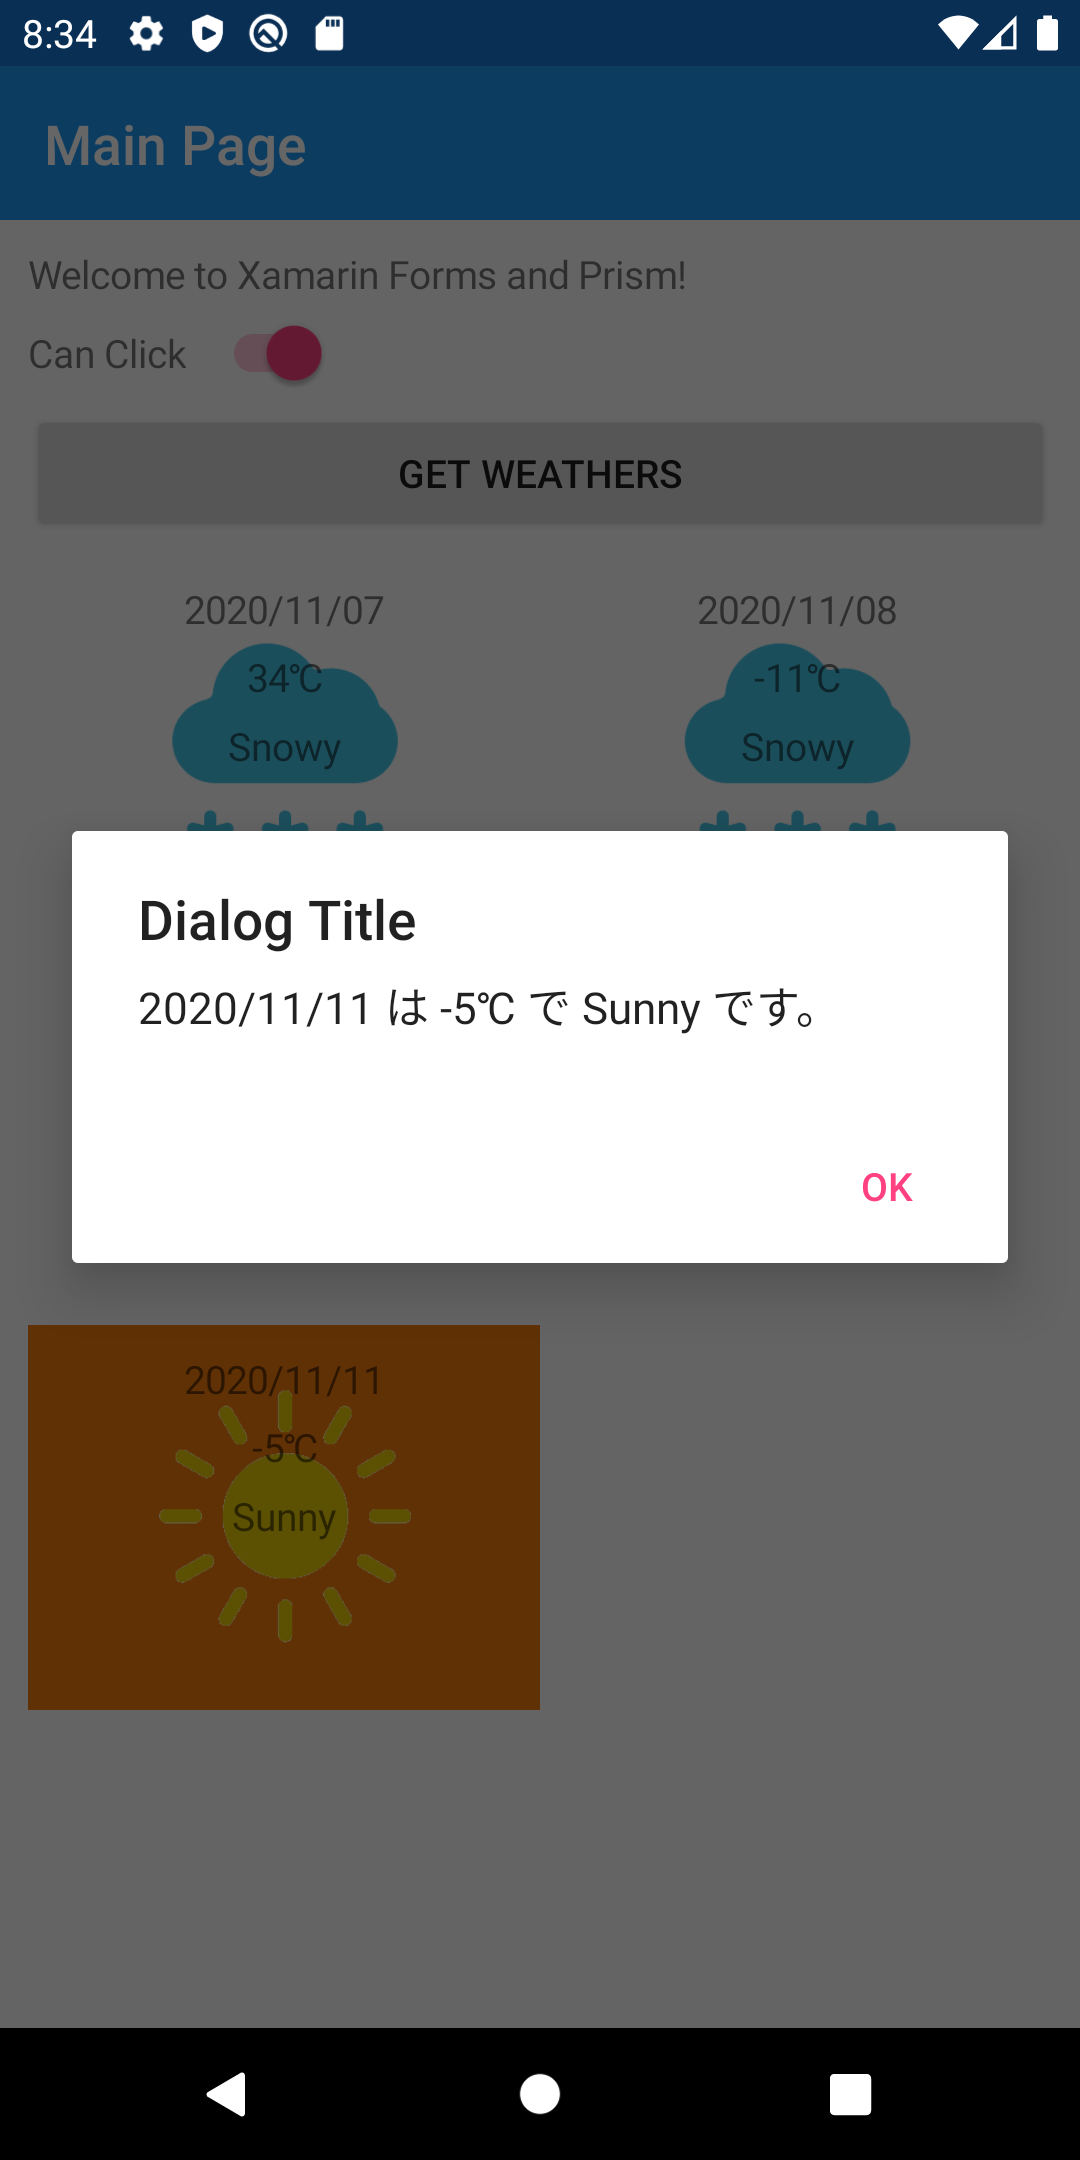 8:34
Main Page
Welcome to Xamarin Forms and Prism!
Can Click
GET WEATHERS
2020/11/07
34℃
Snowy
2020/11/08
-11℃
Snowy
Dialog Title
2020/11/11 は -5℃ で Sunny です。
OK
2020/11/11
-5℃
Sunny